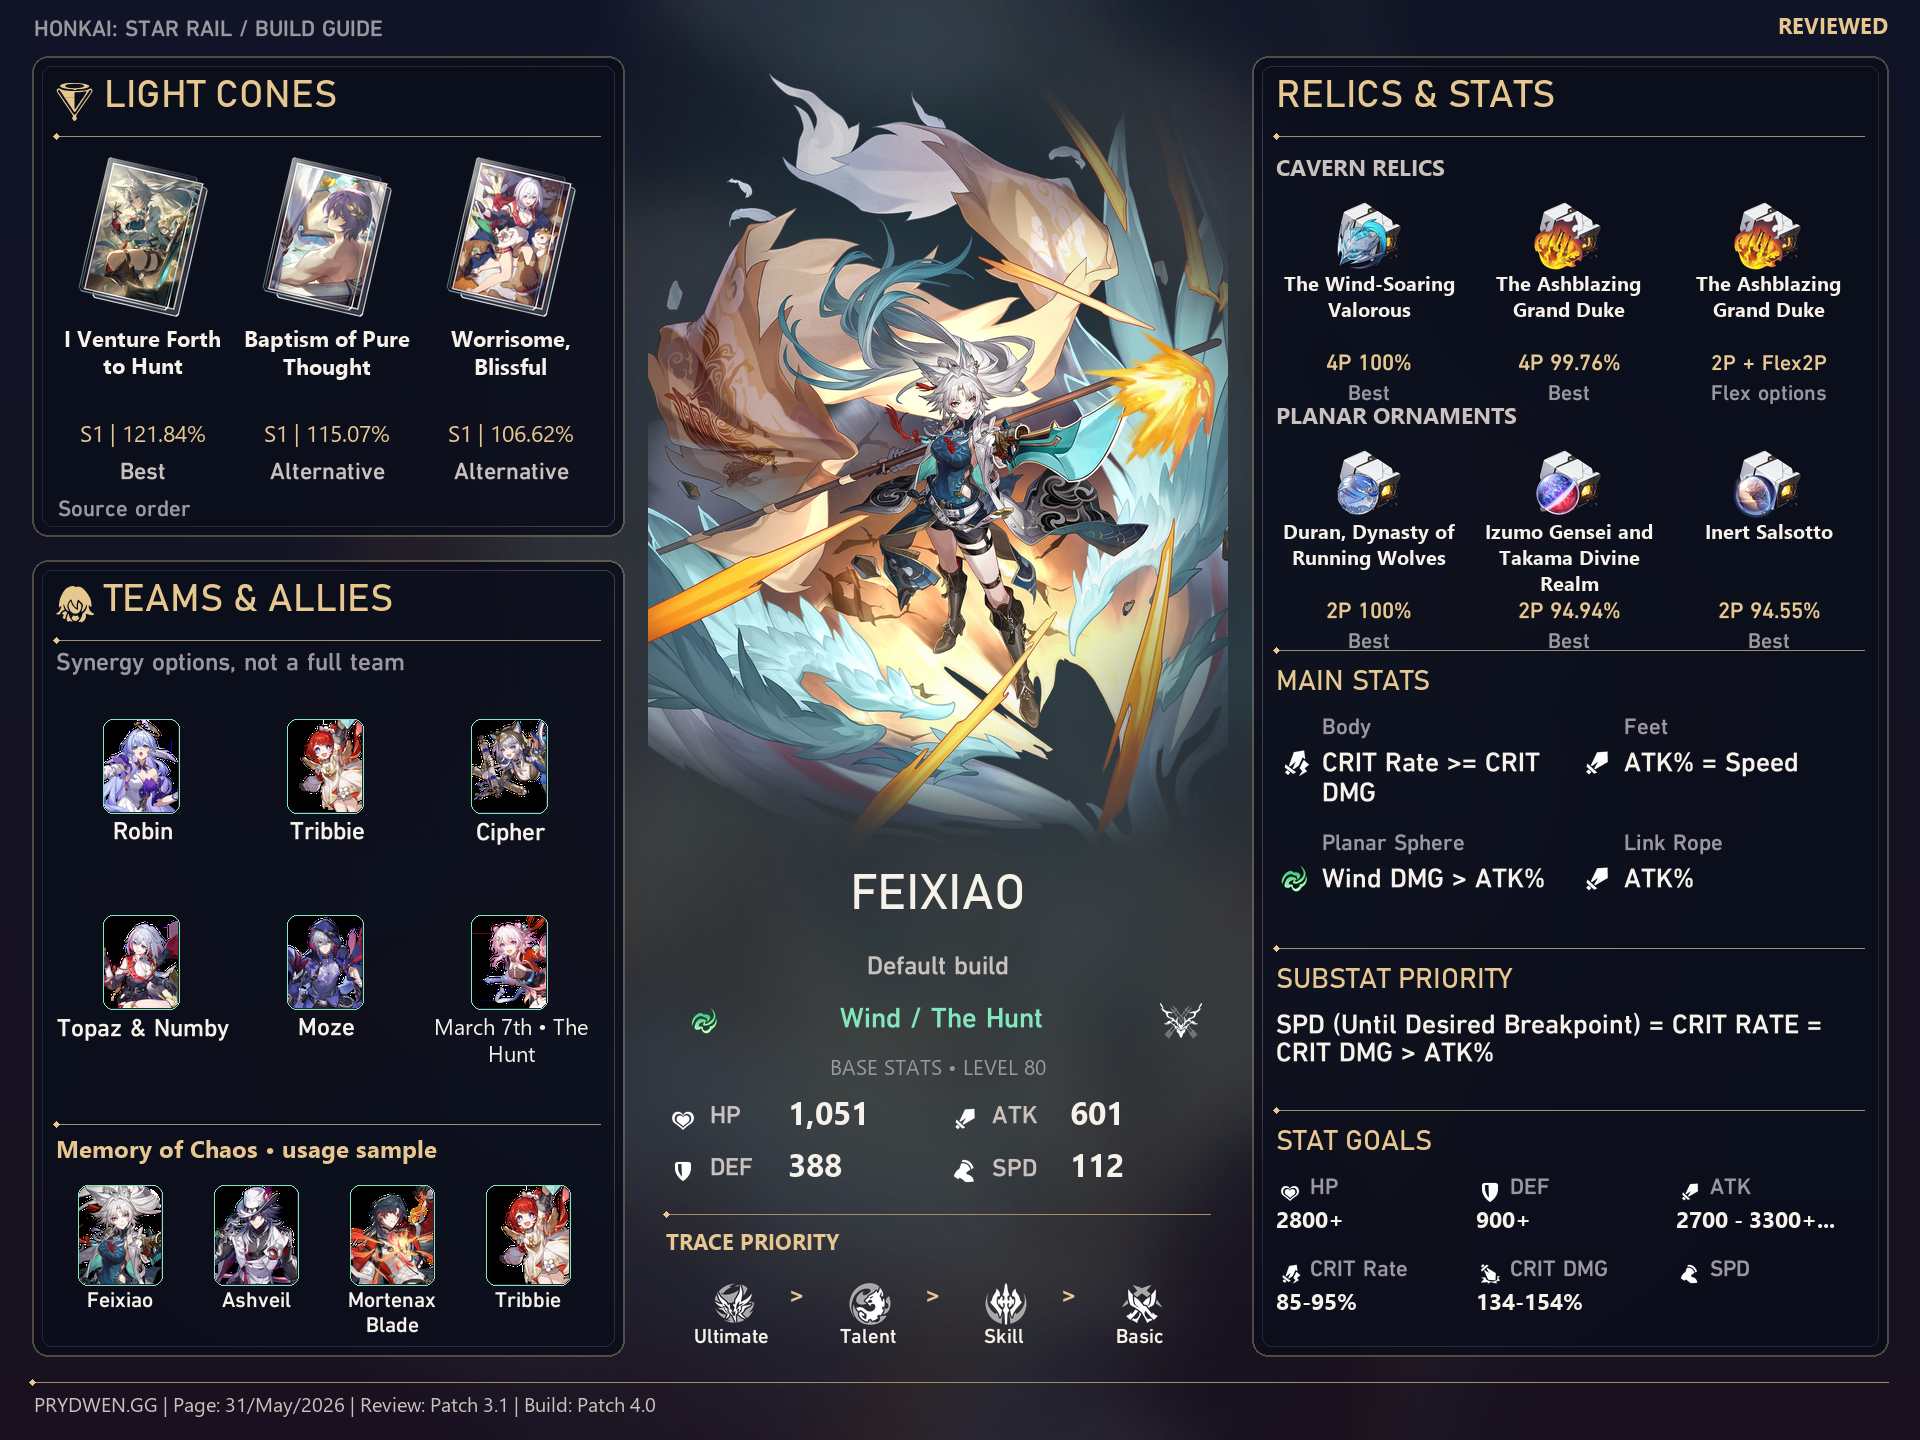 HONKAI: STAR RAIL / BUILD GUIDE
REVIEWED
LIGHT CONES
I Venture Forth
to Hunt
Baptism of Pure
Thought
Worrisome,
Blissful
S1 | 121.84%
S1 | 115.07%
S1 | 106.62%
Best
Alternative
Alternative
Source order
TEAMS & ALLIES
Synergy options, not a full team
Robin
Tribbie
Cipher
Topaz & Numby
Moze
March 7th • The
Hunt
Memory of Chaos • usage sample
Feixiao
Ashveil
Mortenax
Blade
Tribbie
FEIXIAO
Default build
Wind / The Hunt
BASE STATS • LEVEL 80
HP 1,051
ATK 601
DEF 388
SPD 112
TRACE PRIORITY
> > >
Ultimate
Talent
Skill
Basic
RELICS & STATS
CAVERN RELICS
The Wind-Soaring
Valorous
The Ashblazing
Grand Duke
The Ashblazing
Grand Duke
4P 100%
4P 99.76%
2P + Flex2P
Best
Best
Flex options
PLANAR ORNAMENTS
Duran, Dynasty of
Running Wolves
Izumo Gensei and
Takama Divine
Realm
Inert Salsotto
2P 100%
2P 94.94%
2P 94.55%
Best
Best
Best
MAIN STATS
Body
CRIT Rate >= CRIT
DMG
Feet
ATK% = Speed
Planar Sphere
Wind DMG > ATK%
Link Rope
ATK%
SUBSTAT PRIORITY
SPD (Until Desired Breakpoint) = CRIT RATE =
CRIT DMG > ATK%
STAT GOALS
HP
2800+
DEF
900+
ATK
2700 - 3300+...
CRIT Rate
85-95%
CRIT DMG
134-154%
SPD
PRYDWEN.GG | Page: 31/May/2026 | Review: Patch 3.1 | Build: Patch 4.0